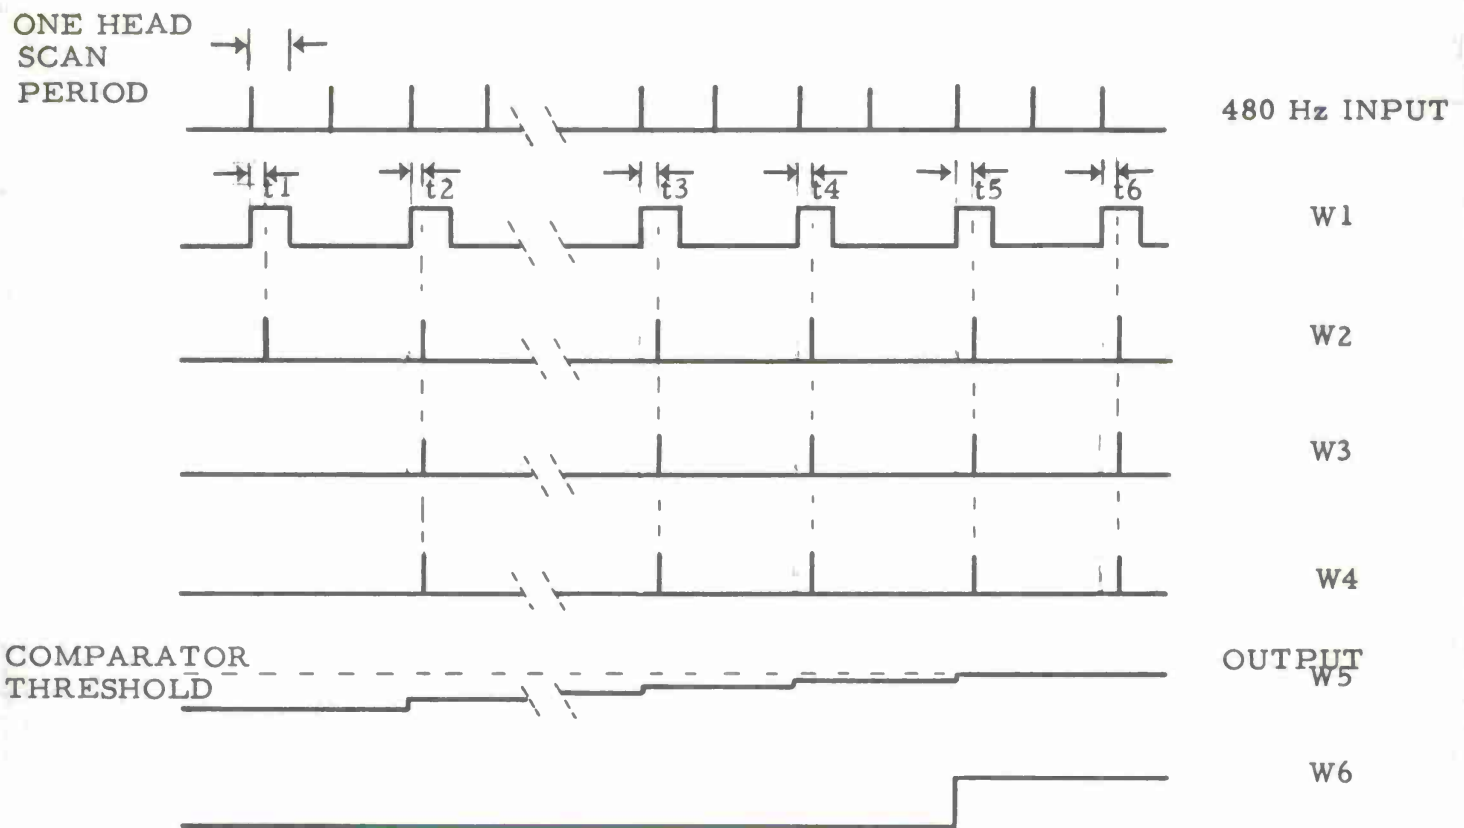 ONE HEAD
SCAN
PERIOD
480 Hz INPUT
t1
t2
t3
t4
t5
t6
W1
W2
W3
W4
COMPARATOR
THRESHOLD
OUTPUT
W5
W6